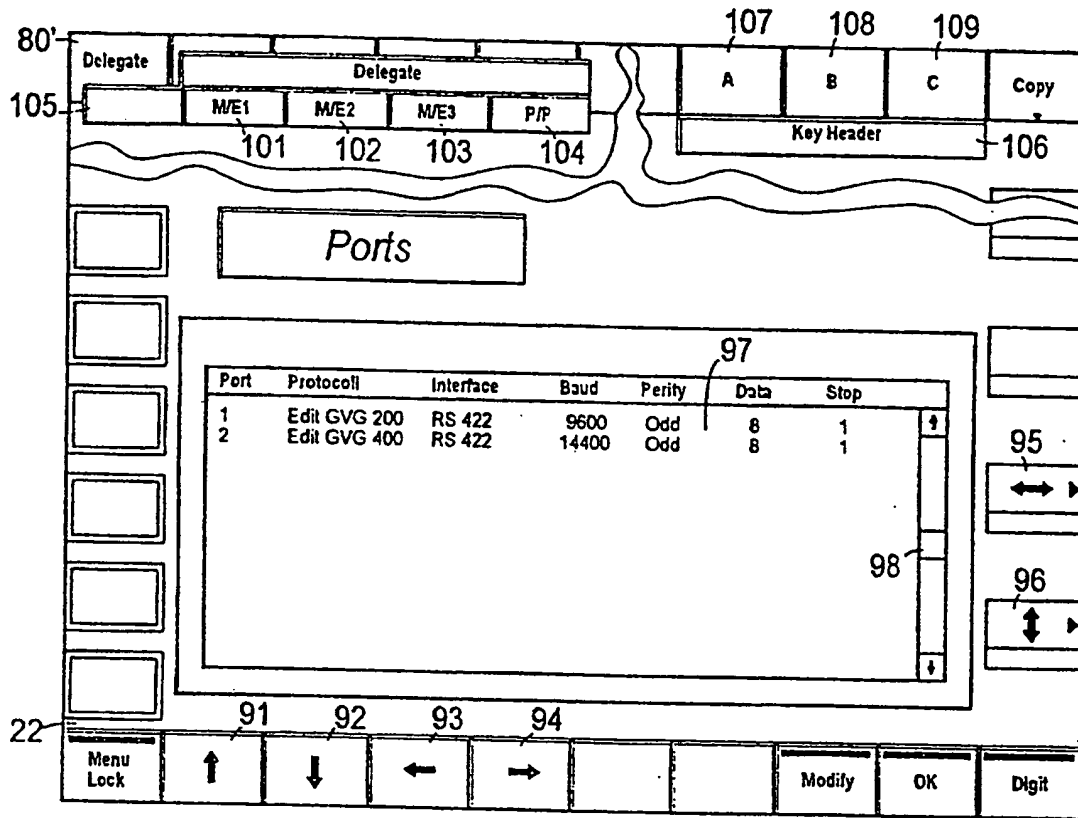 107 108 109
80'
Delegate
Delegate
A B C Copy
105
M/E1 M/E2 M/E3 P/P
Key Header
101 102 103 104
106
Ports
97
Port Protocoll Interface Baud Perify Data Stop
1 Edit GVG 200 RS 422 9600 Odd 8 1
2 Edit GVG 400 RS 422 14400 Odd 8 1
95
98
96
91 92 93 94
22
Menu
Lock
Modify OK Digit